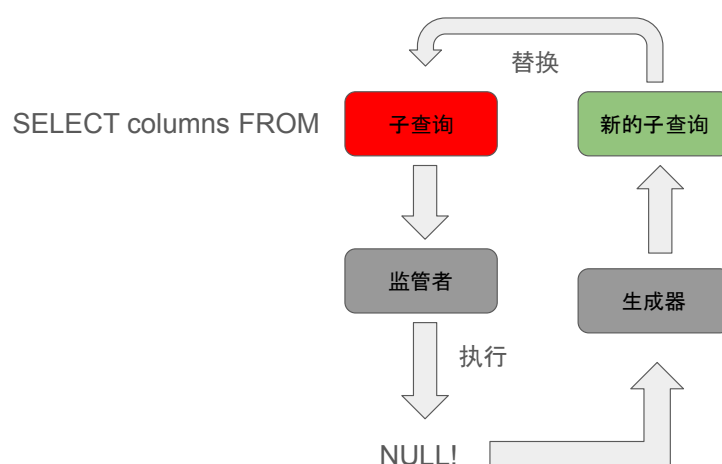 替换
SELECT columns FROM
子查询
新的子查询
监管者
生成器
执行
NULL!